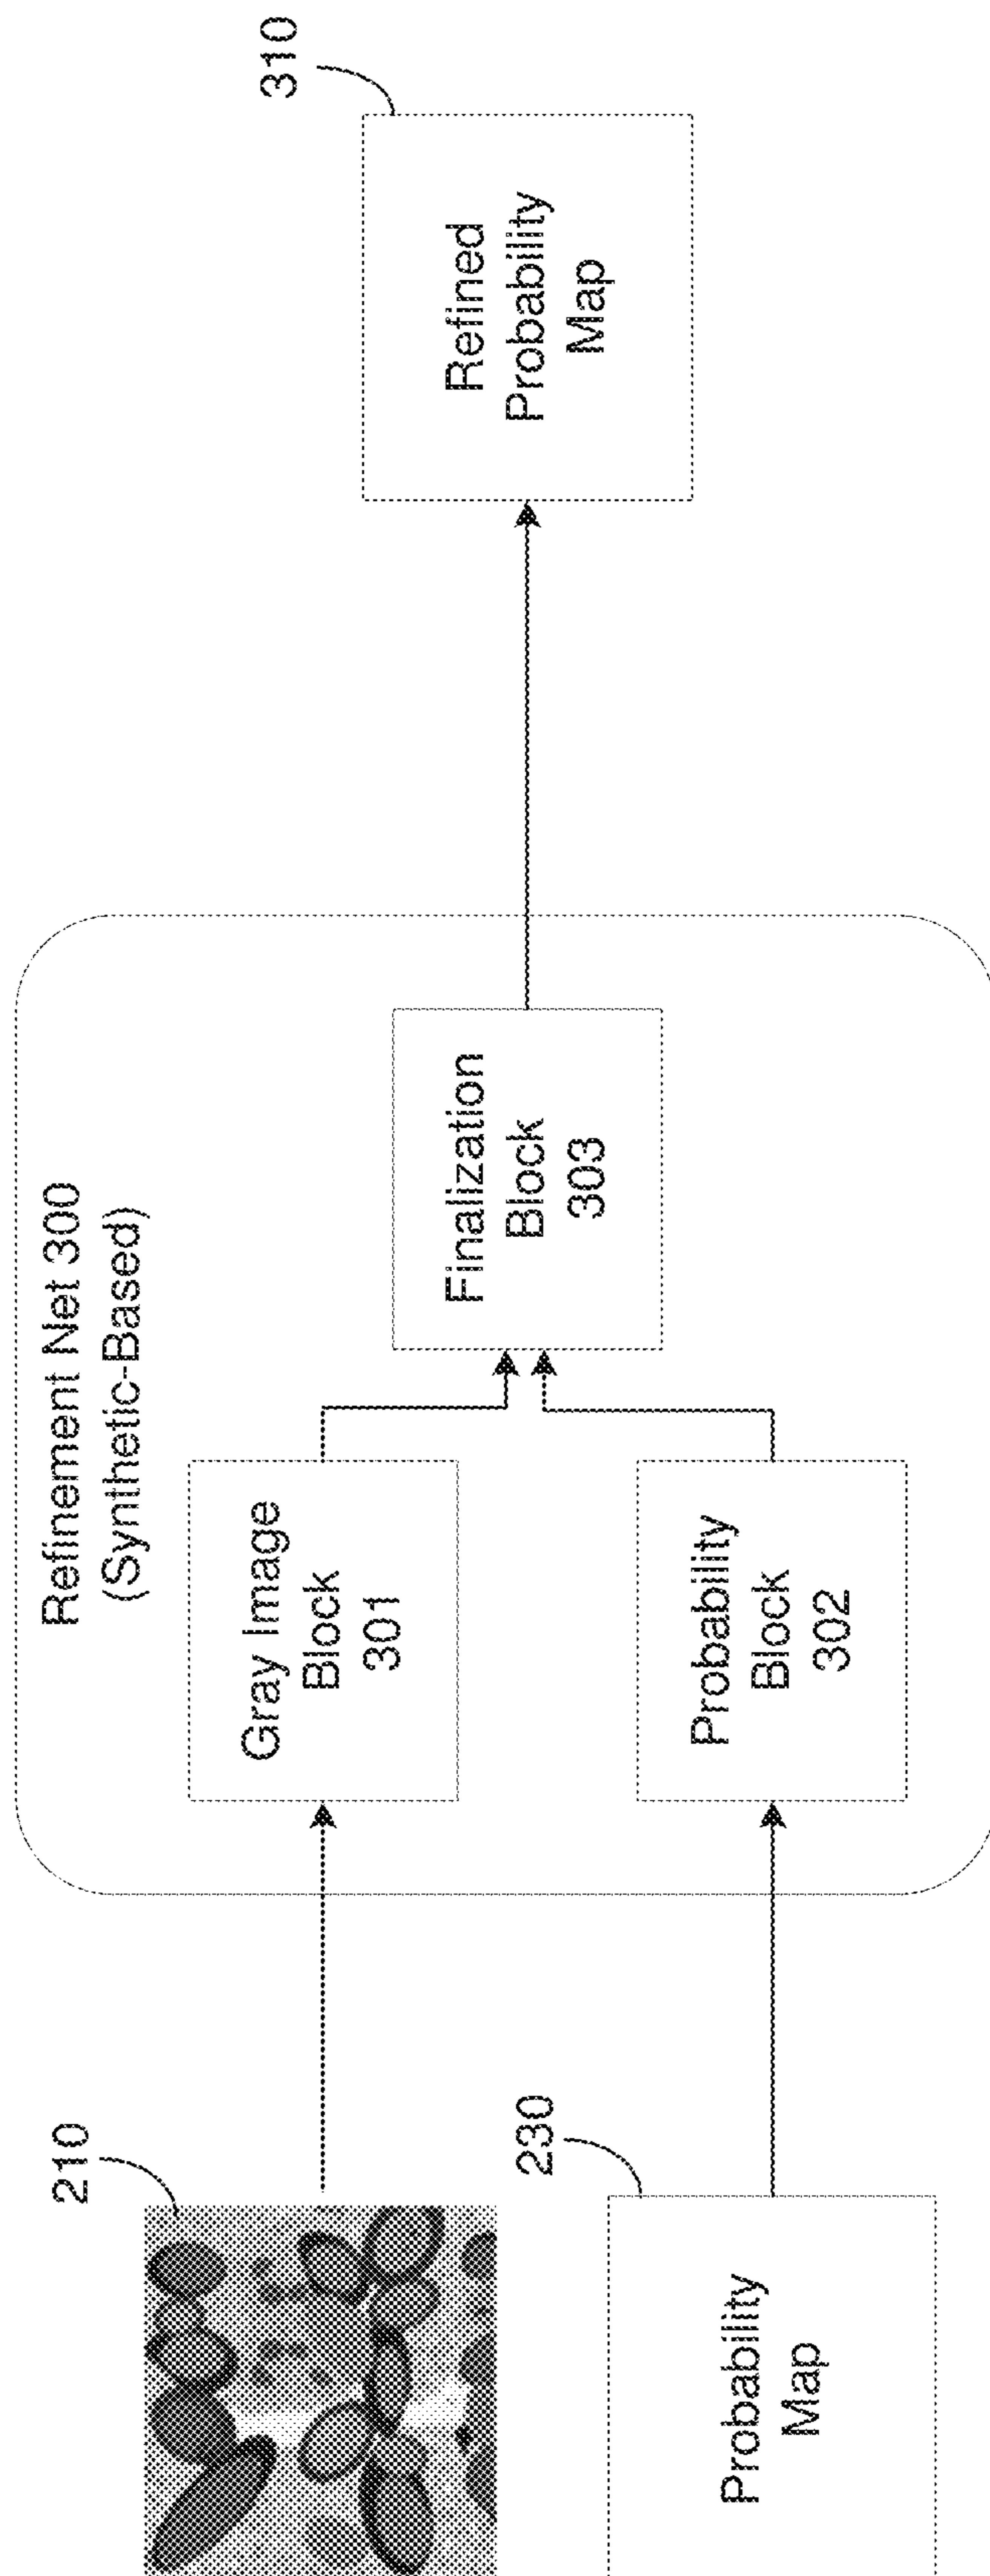 Refinement Net 300
(Synthetic-Based)
210
Gray Image
Block
301
230
Probability
Map
Probability
Block
302
Finalization
Block
303
310
Refined
Probability
Map